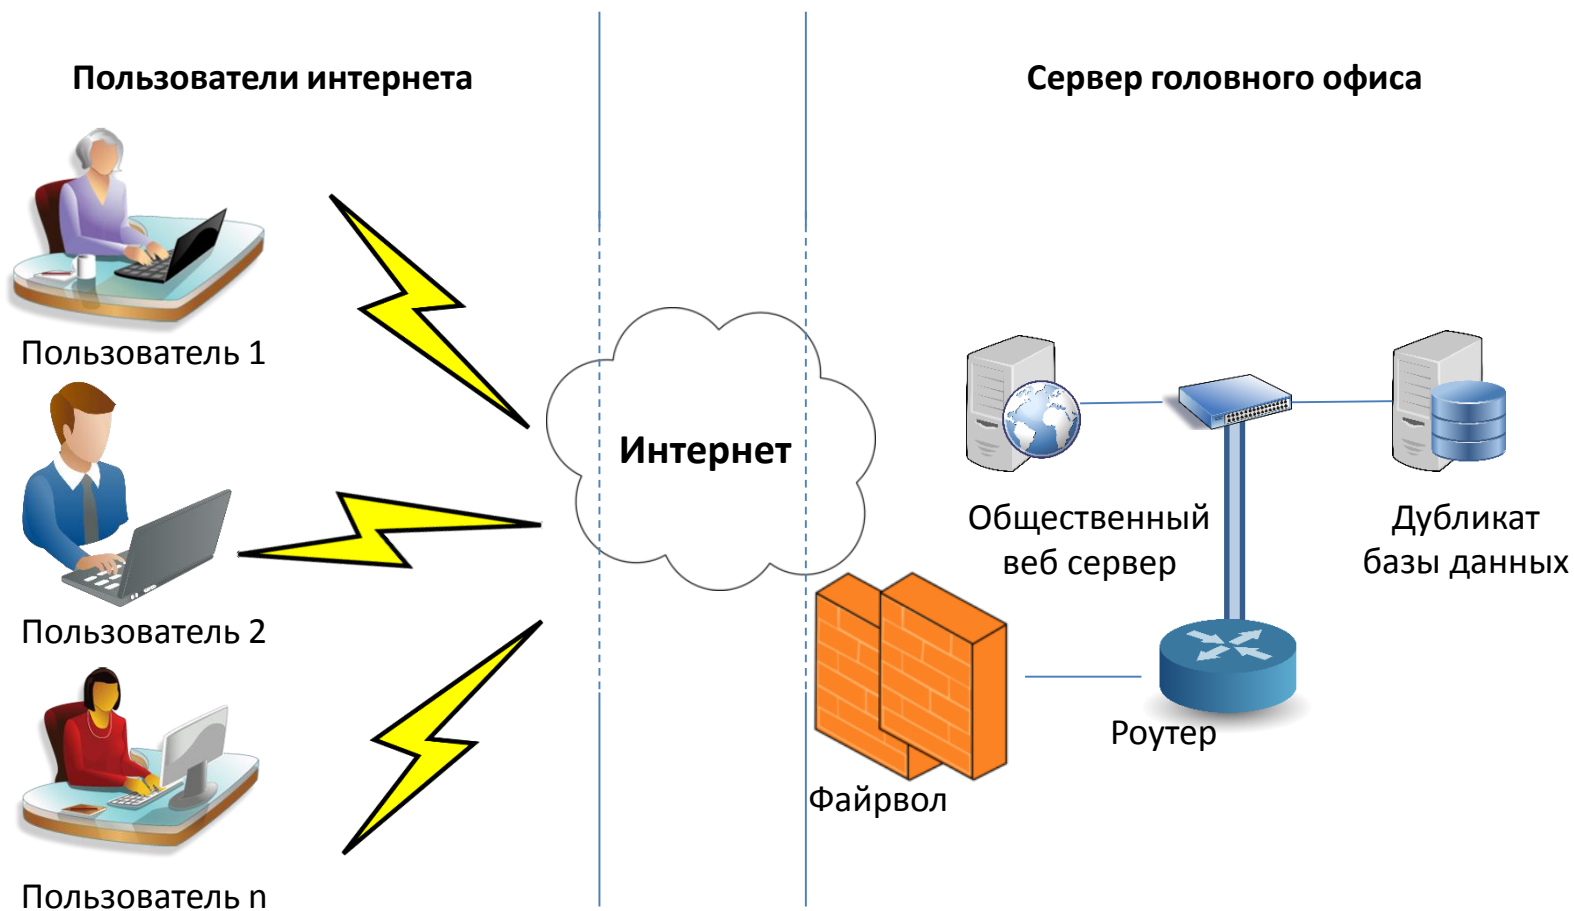 Пользователи интернета
Сервер головного офиса
Пользователь 1
Интернет
Общественный
веб сервер
Дубликат
базы данных
Пользователь 2
Роутер
Файрвол
Пользователь n